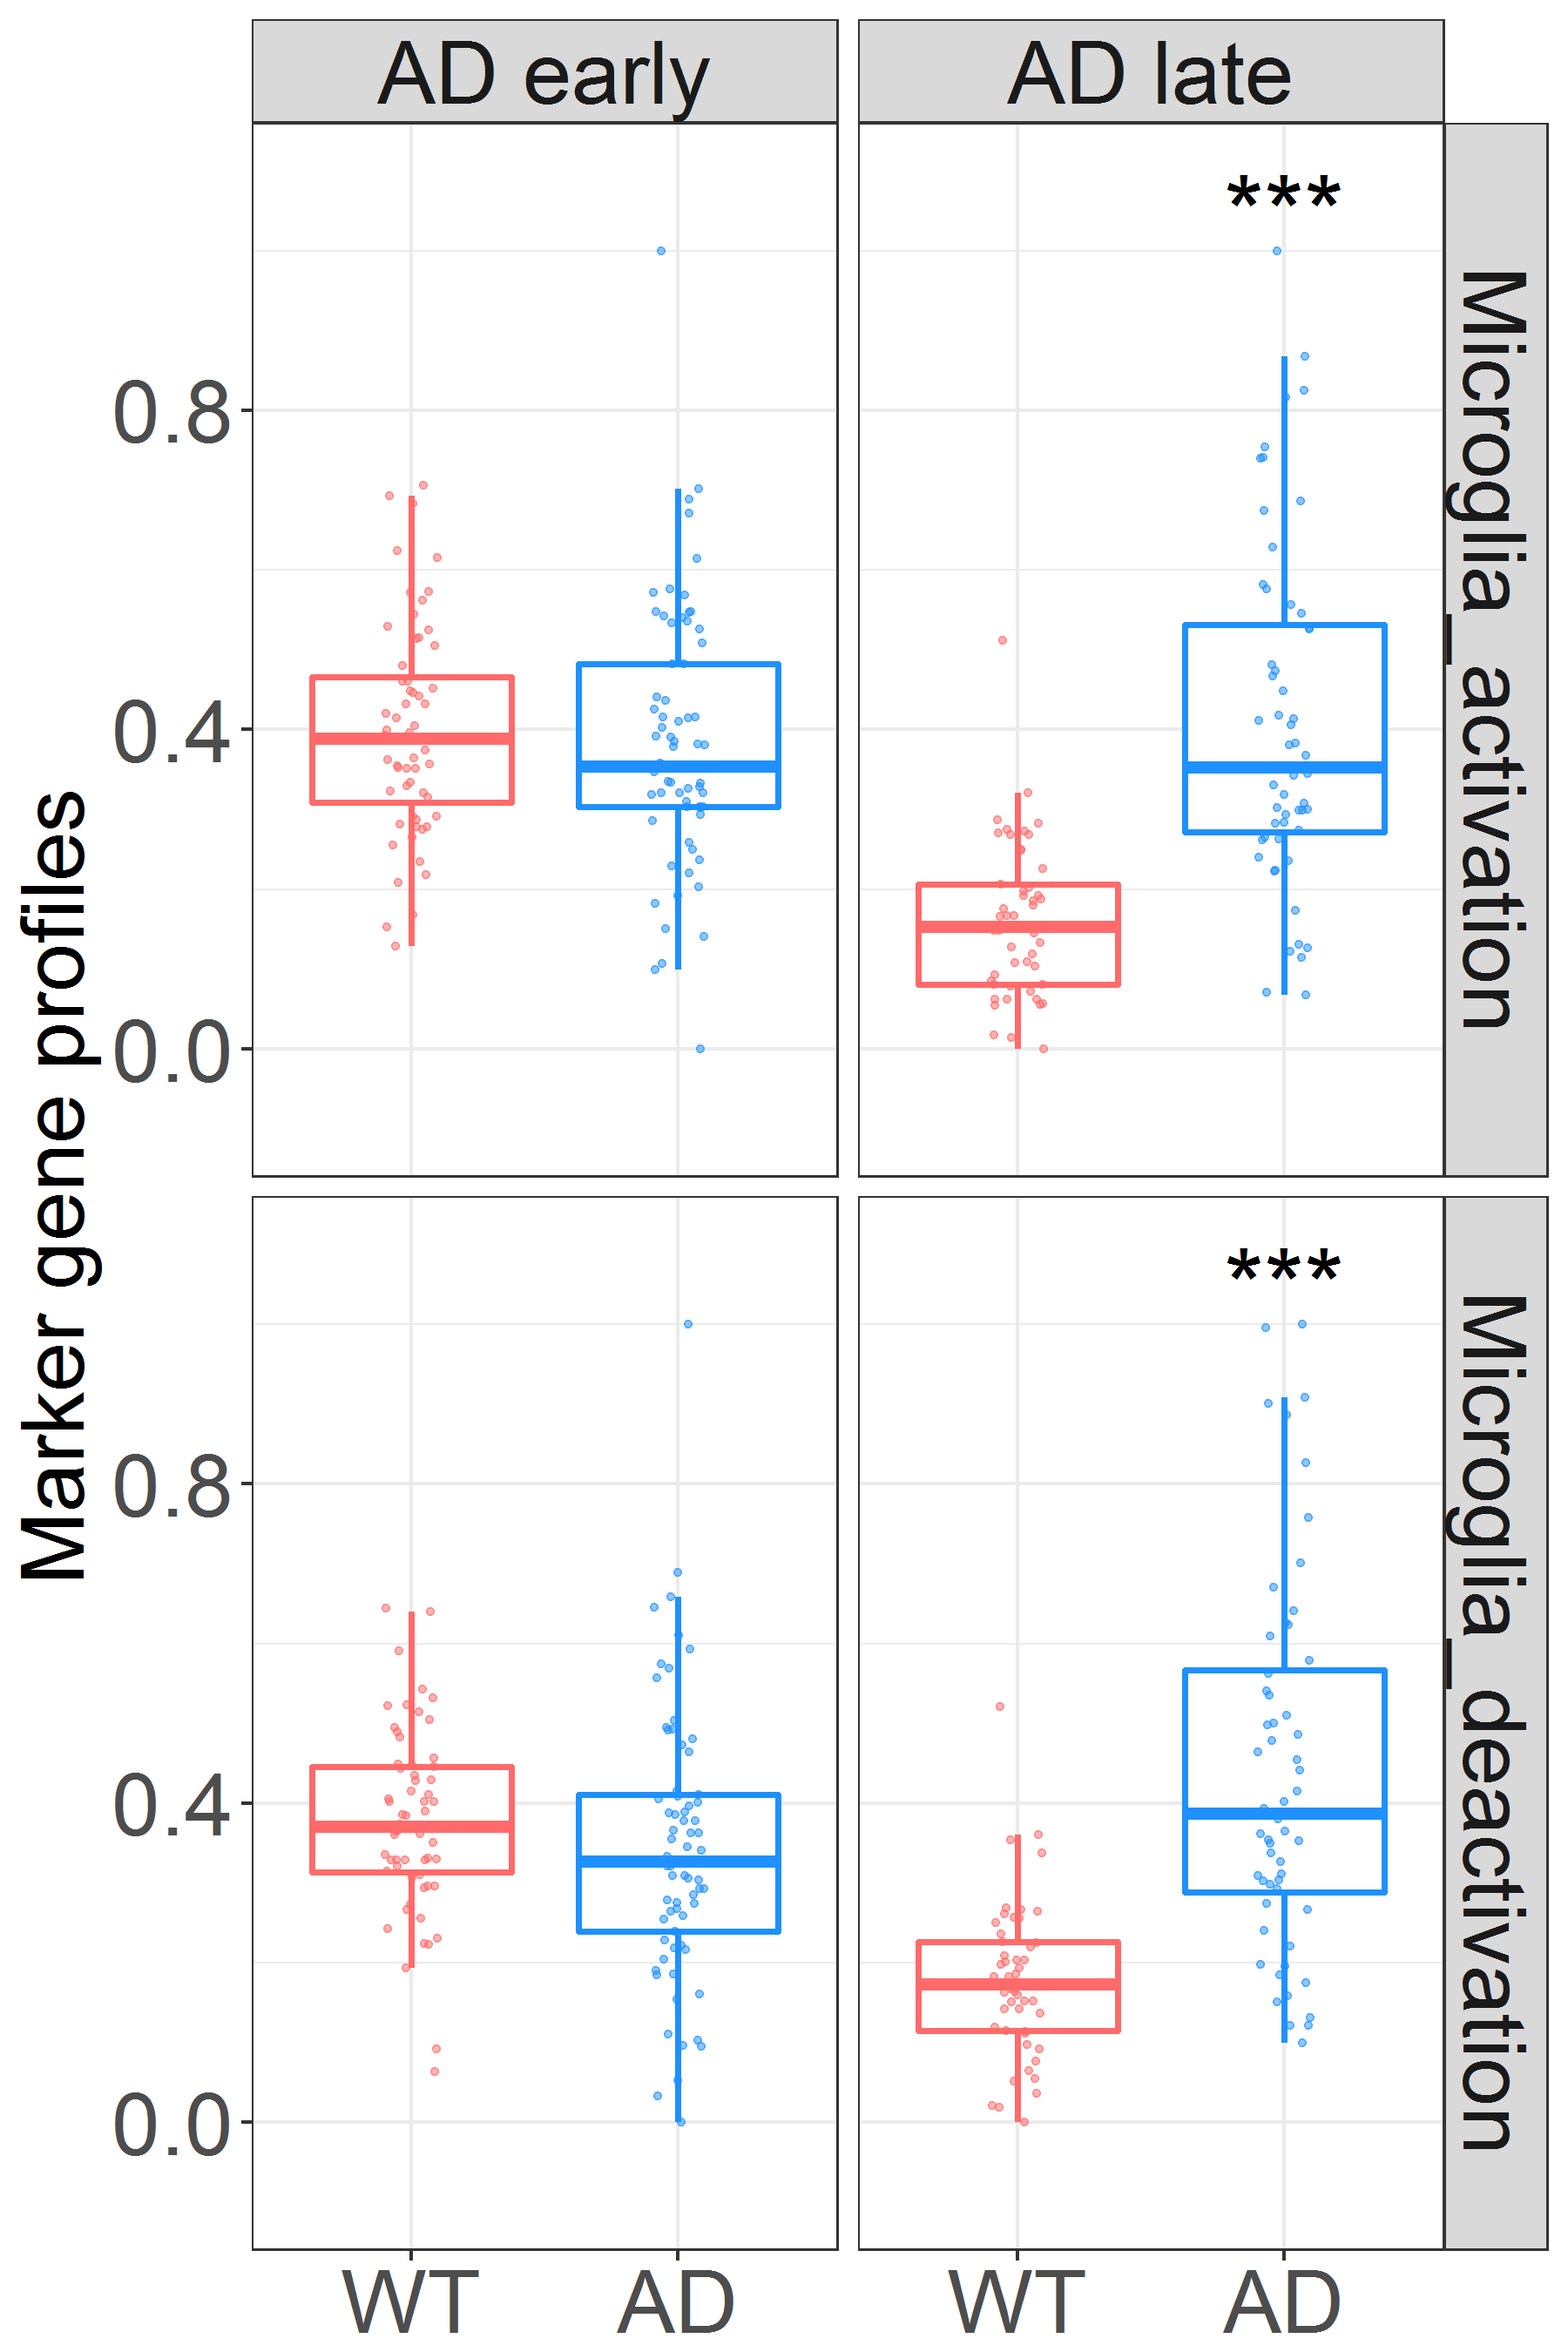 AD early
AD late
***
Microglia_activation
0.8
0.4
0.0
Marker gene profiles
***
Microglia_deactivation
0.8
0.4
0.0
WT
AD
WT
AD